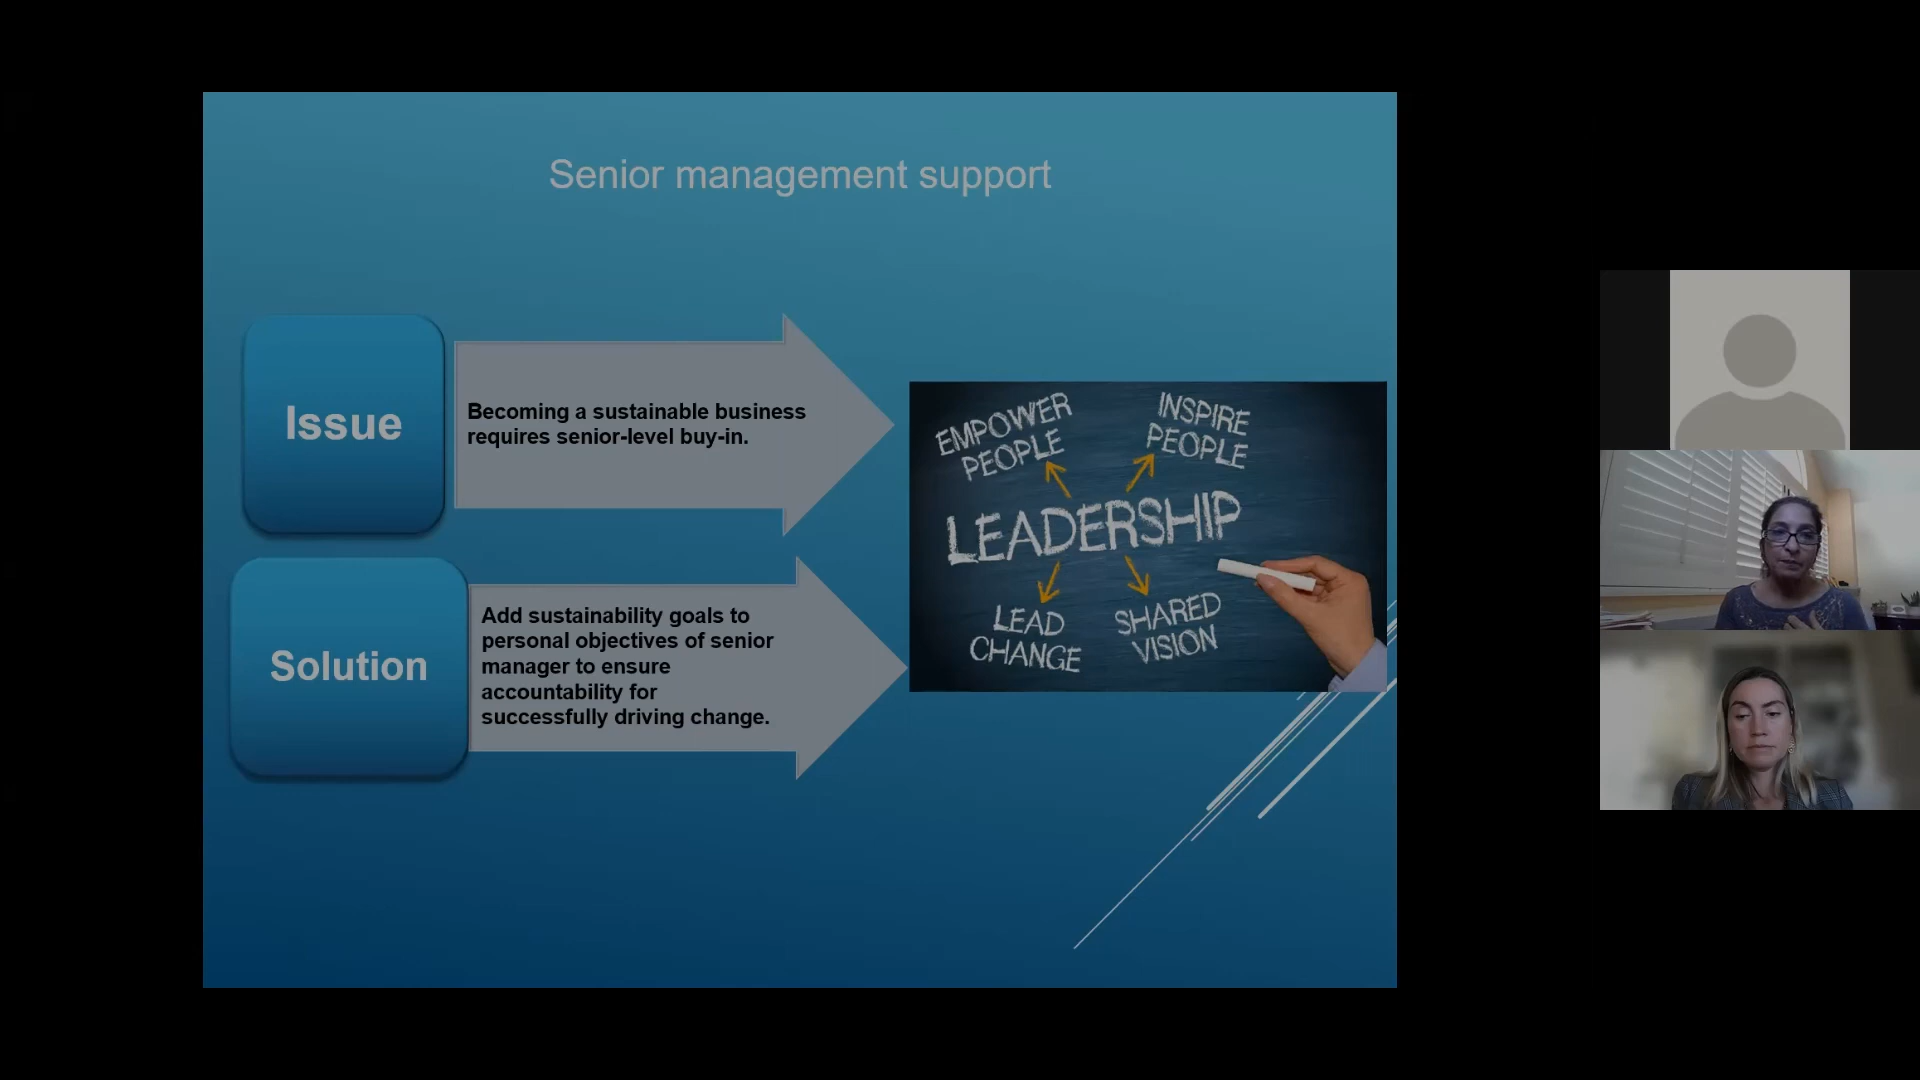 Senior management support
Issue
Becoming a sustainable business
requires senior-level buy-in.
Solution
Add sustainability goals to
personal objectives of senior
manager to ensure
accountability for
successfully driving change.
EMPOWER
PEOPLE
INSPIRE
PEOPLE
LEADERSHIP
LEAD
CHANGE
SHARED
VISION